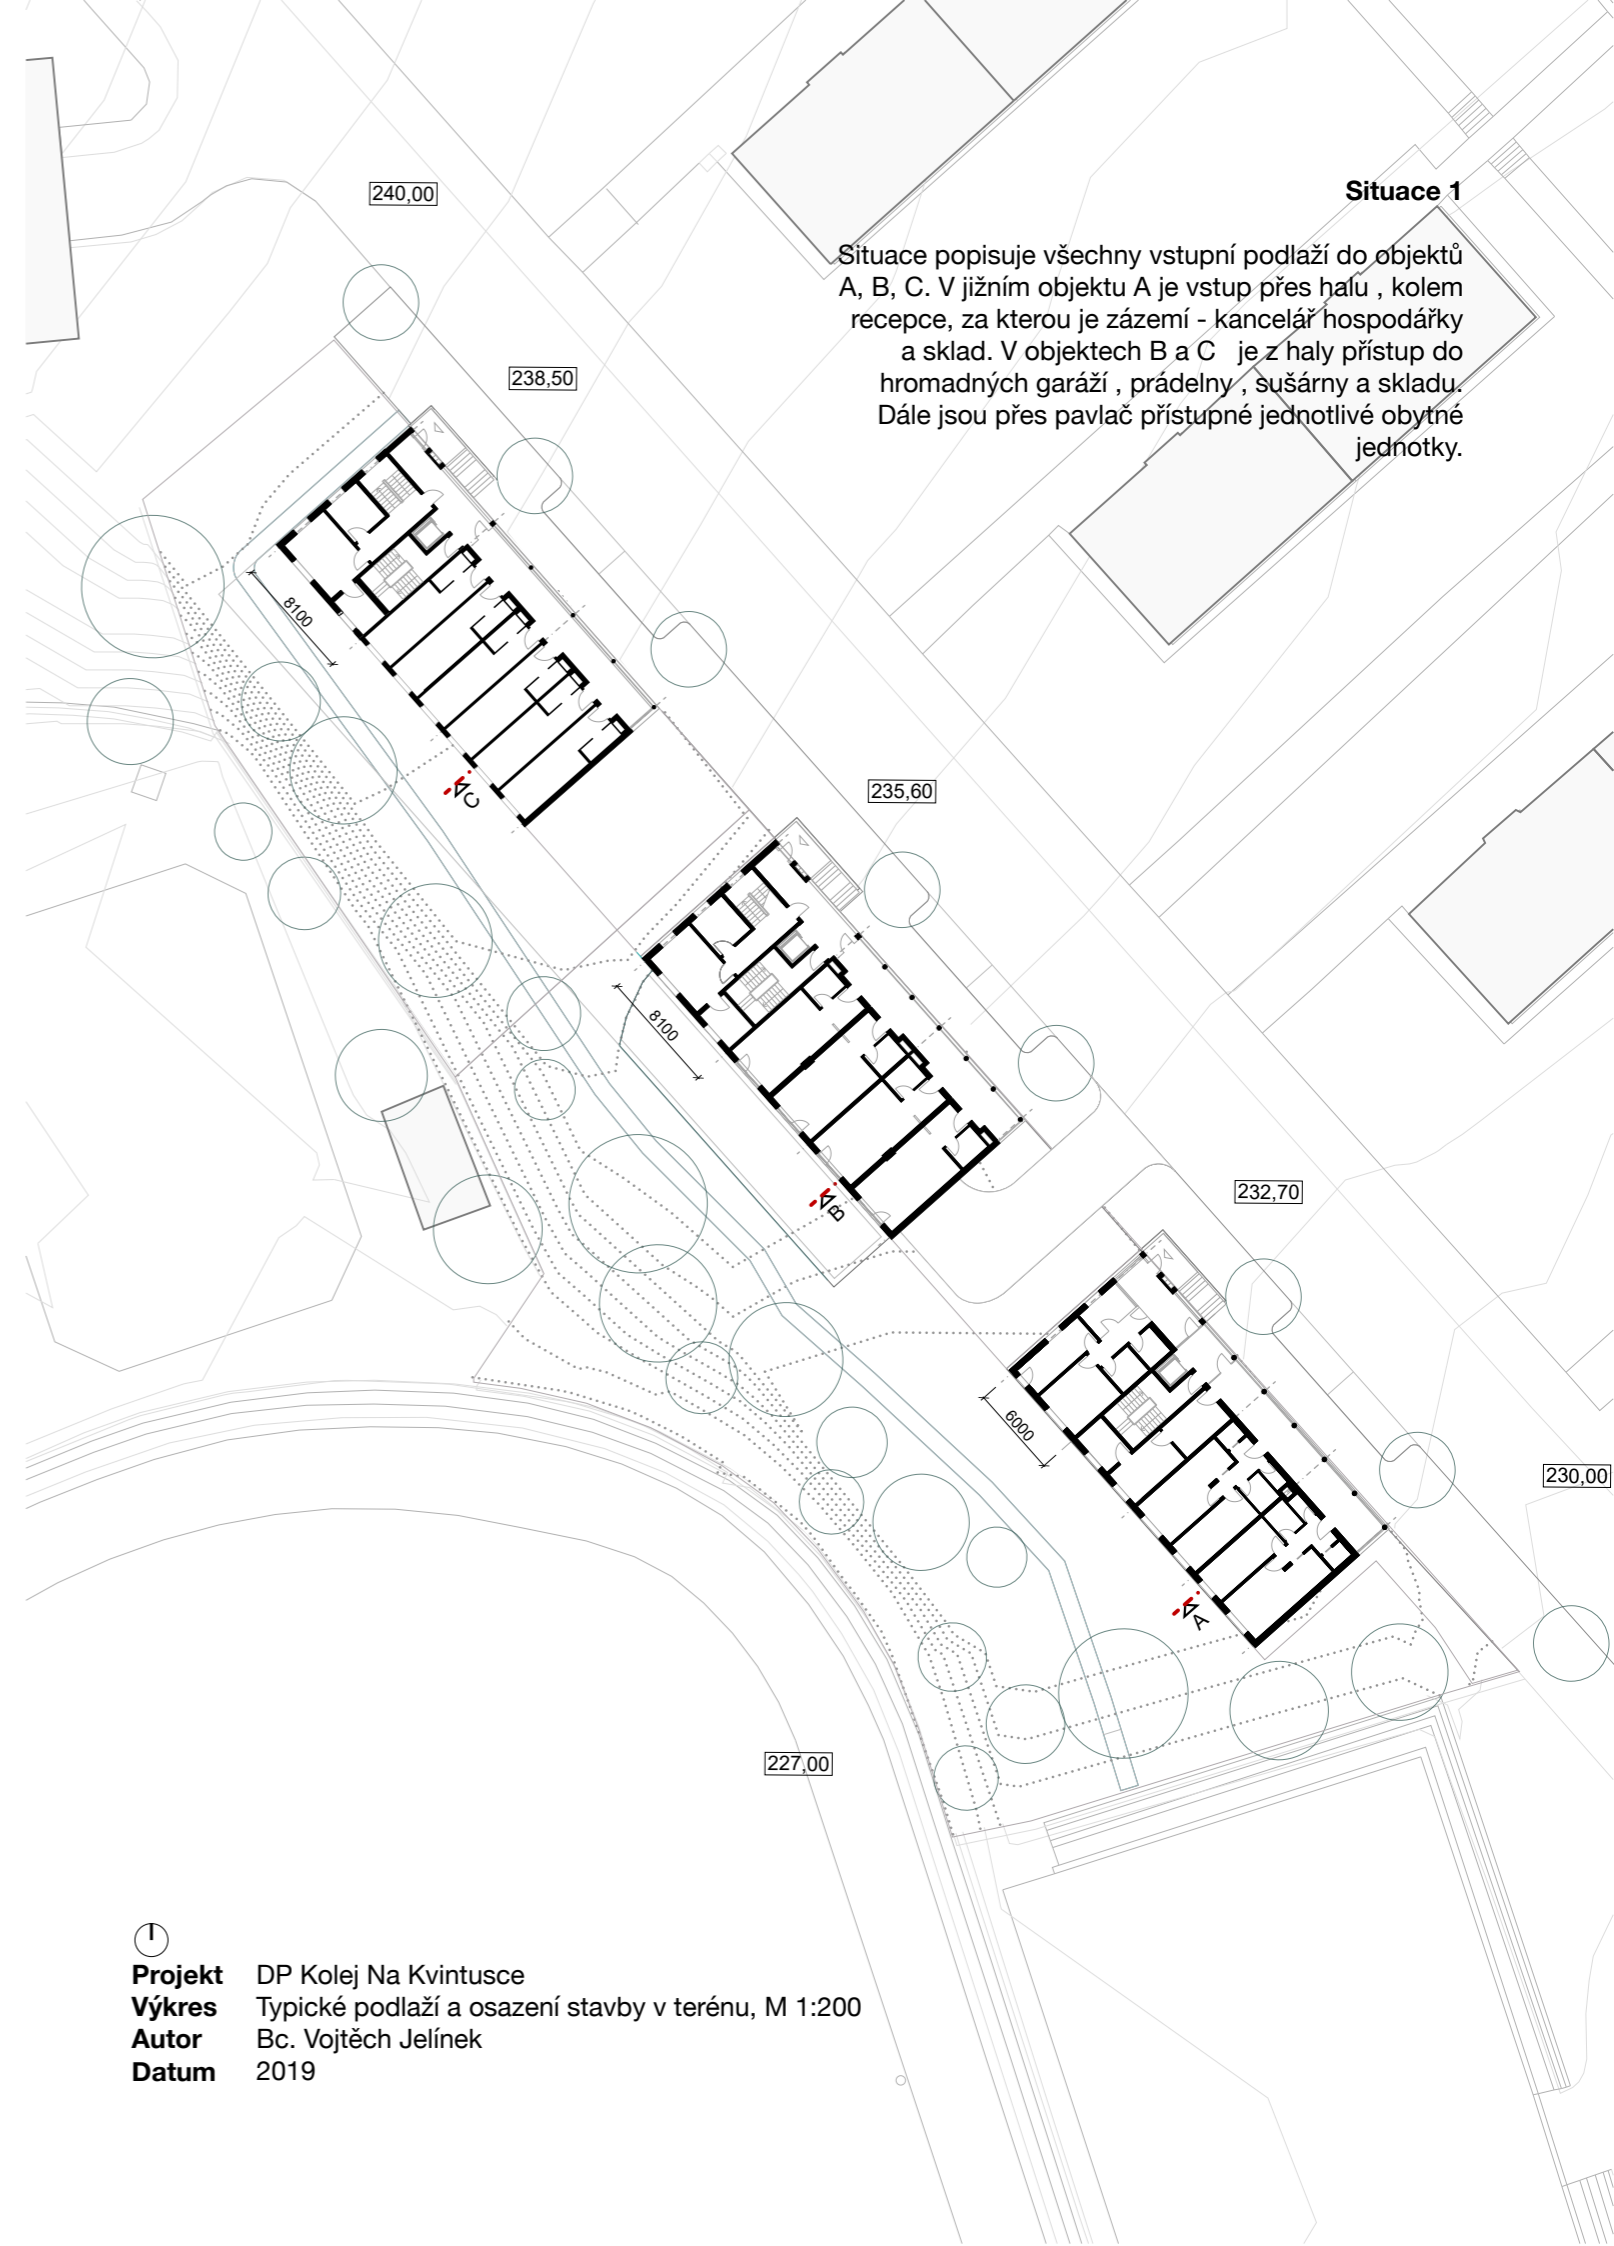 240,00
Situace 1
Situace popisuje všechny vstupní podlaží do objektů
A, B, C. V jižním objektu A je vstup přes halu , kolem
recepce, za kterou je zázemí - kancelář hospodářky
a sklad. V objektech B a C   je z haly přístup do
hromadných garáží , prádelny , sušárny a skladu.
Dále jsou přes pavlač přístupné jednotlivé obytné
jednotky.
238,50
8100
C
235,60
8100
B
232,70
6000
A
230,00
227,00
Projekt DP Kolej Na Kvintusce
Výkres Typické podlaží a osazení stavby v terénu, M 1:200
Autor Bc. Vojtěch Jelínek
Datum 2019